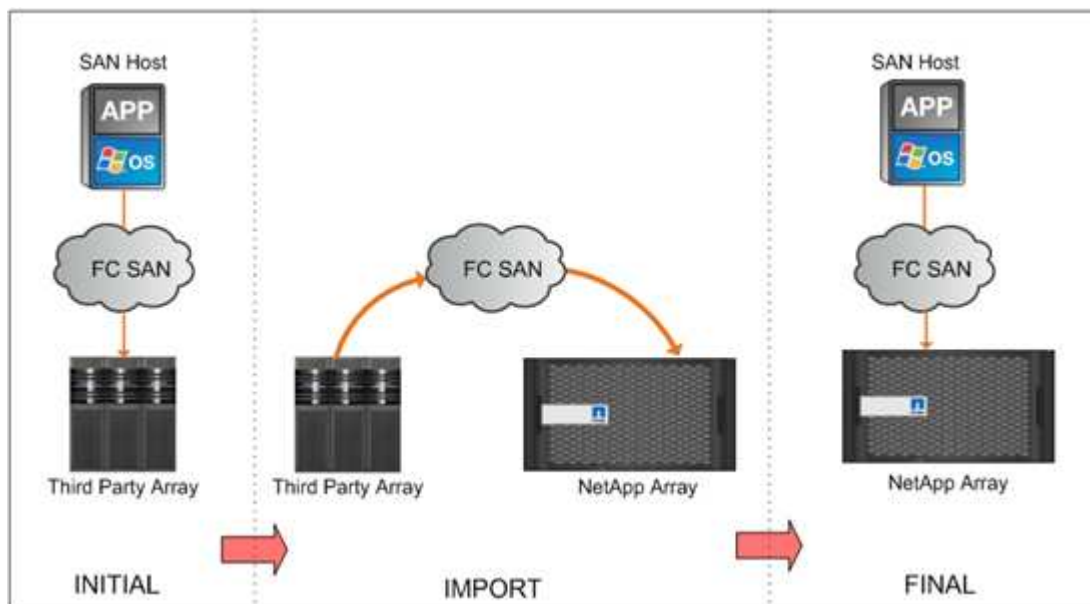 SAN Host
APP
OS
FC SAN
Third Party Array
INITIAL
FC SAN
Third Party Array
NetApp Array
IMPORT
SAN Host
APP
OS
FC SAN
NetApp Array
FINAL